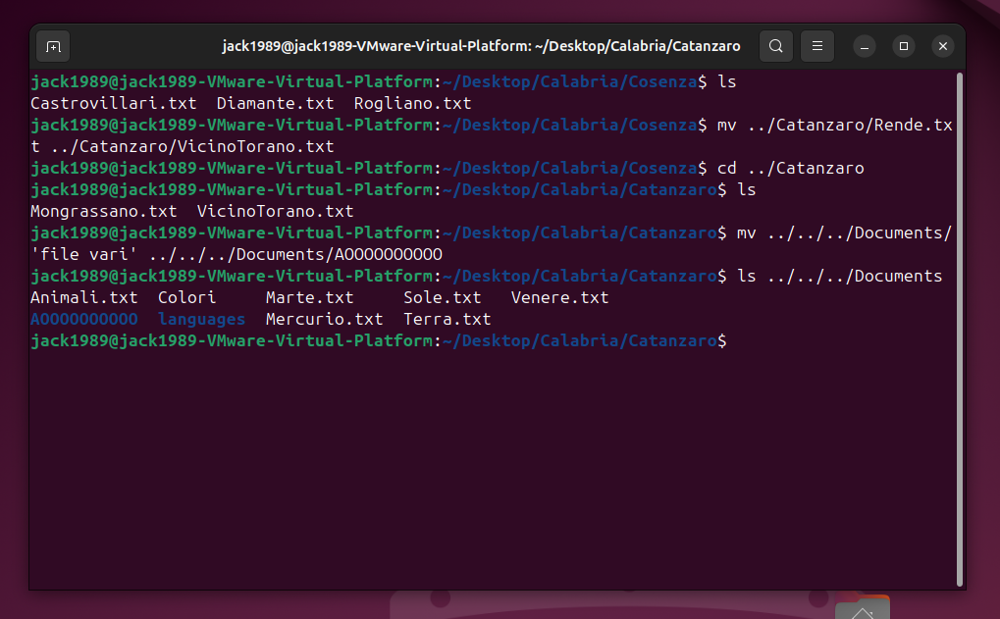 jack1989@jack1989-VMware-Virtual-Platform: ~/Desktop/Calabria/Catanzaro
jack1989@jack1989-VMware-Virtual-Platform:~/Desktop/Calabria/Cosenza$ ls
Castrovillari.txt  Diamante.txt  Rogliano.txt
jack1989@jack1989-VMware-Virtual-Platform:~/Desktop/Calabria/Cosenza$ mv ../Catanzaro/Rende.tx
t ../Catanzaro/VicinoTorano.txt
jack1989@jack1989-VMware-Virtual-Platform:~/Desktop/Calabria/Cosenza$ cd ../Catanzaro
jack1989@jack1989-VMware-Virtual-Platform:~/Desktop/Calabria/Catanzaro$ ls
Mongrassano.txt  VicinoTorano.txt
jack1989@jack1989-VMware-Virtual-Platform:~/Desktop/Calabria/Catanzaro$ mv ../../../Documents/
'file vari' ../../../Documents/AOOOOOOOOOO
jack1989@jack1989-VMware-Virtual-Platform:~/Desktop/Calabria/Catanzaro$ ls ../../../Documents
Animali.txt  Colori     Marte.txt     Sole.txt   Venere.txt
AOOOOOOOOOO  languages  Mercurio.txt  Terra.txt
jack1989@jack1989-VMware-Virtual-Platform:~/Desktop/Calabria/Catanzaro$